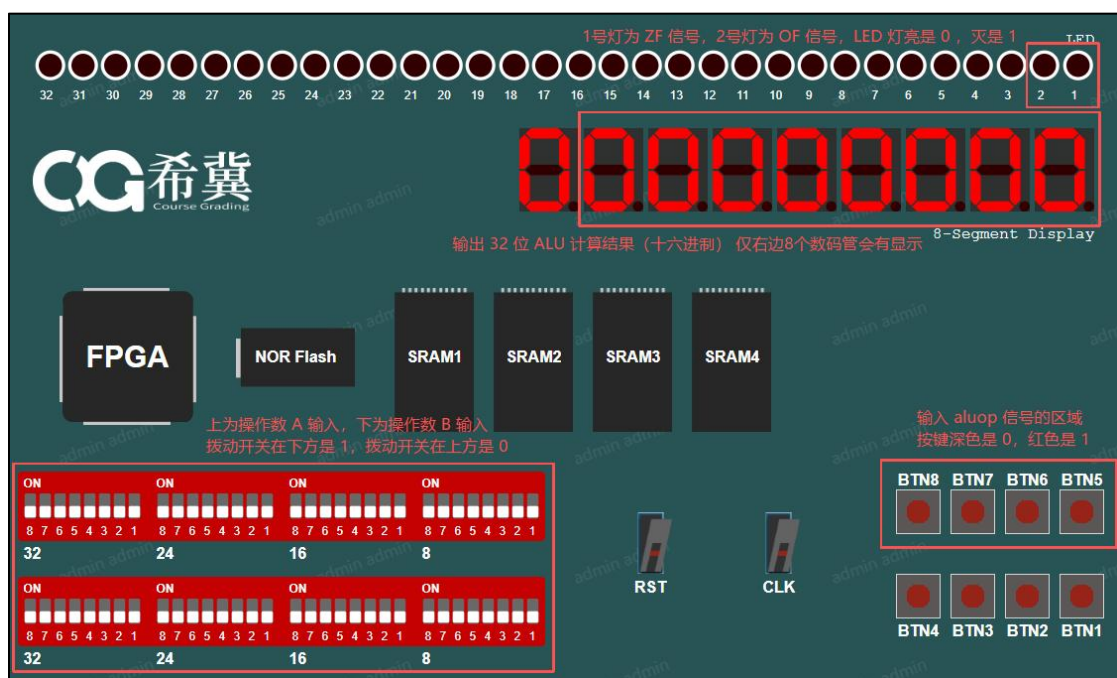 1号灯为 ZF 信号，2号灯为 OF 信号，LED 灯亮是 0 ，灭是 1
LED
32 31 30 29 28 27 26 25 24 23 22 21 20 19 18 17 16 15 14 13 12 11 10 9 8 7 6 5 4 3 2 1
CG希冀
Course Grading
8-Segment Display
输出 32 位 ALU 计算结果（十六进制） 仅右边8个数码管会有显示
FPGA
NOR Flash
SRAM1 SRAM2 SRAM3 SRAM4
上为操作数 A 输入，下为操作数 B 输入
拨动开关在下方是 1，拨动开关在上方是 0
输入 aluop 信号的区域
按键深色是 0，红色是 1
ON ON ON ON
8 7 6 5 4 3 2 1 8 7 6 5 4 3 2 1 8 7 6 5 4 3 2 1 8 7 6 5 4 3 2 1
32 24 16 8
ON ON ON ON
8 7 6 5 4 3 2 1 8 7 6 5 4 3 2 1 8 7 6 5 4 3 2 1 8 7 6 5 4 3 2 1
32 24 16 8
RST CLK
BTN8 BTN7 BTN6 BTN5
BTN4 BTN3 BTN2 BTN1
admin admin